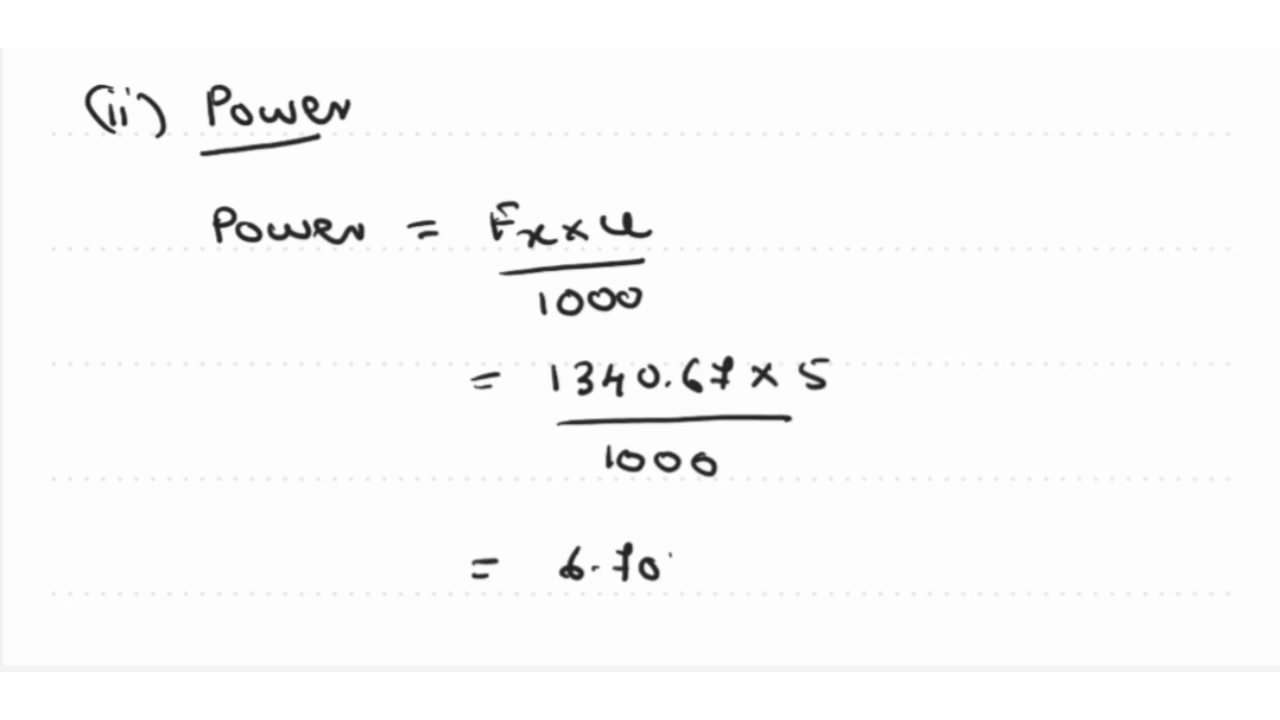 (ii) Power
Power = Fx × u
1000
= 1340.67 × 5
1000
= 6.70